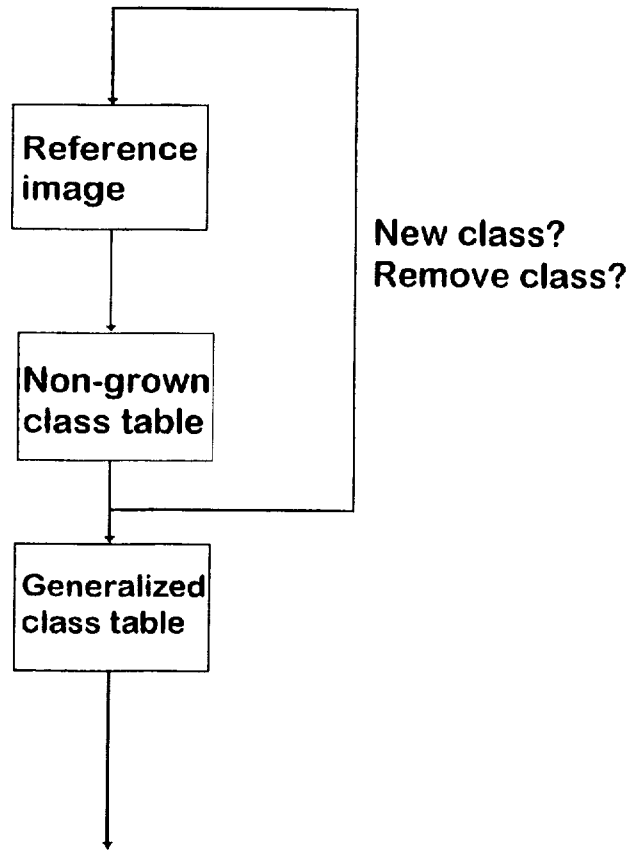 Reference
image
New class?
Remove class?
Non-grown
class table
Generalized
class table